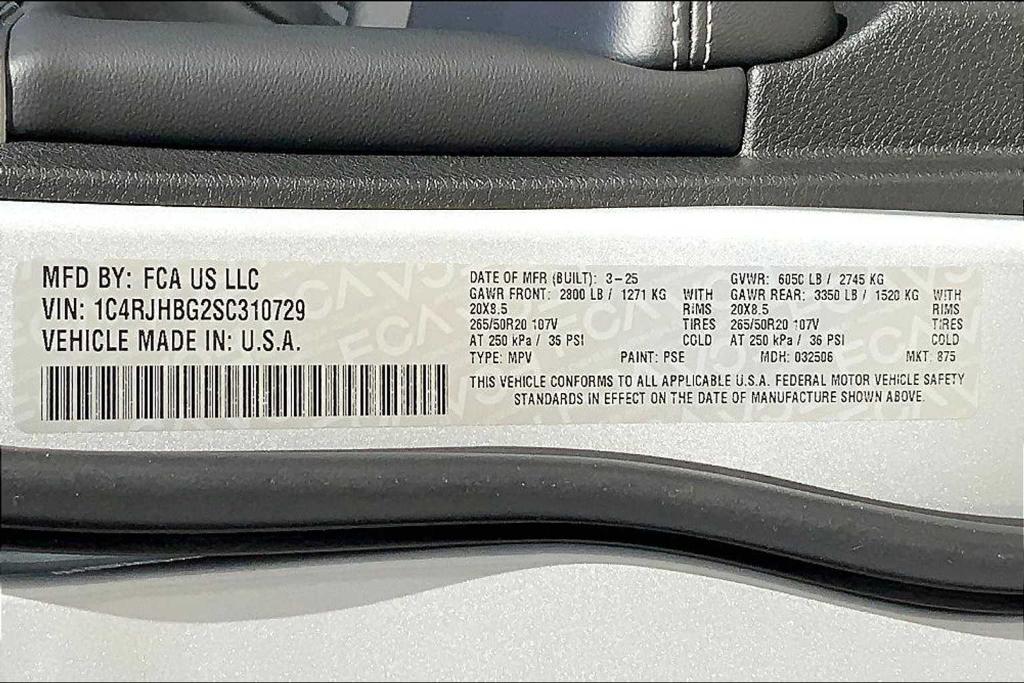 MFD BY: FCA US LLC
VIN: 1C4RJHBG2SC310729
VEHICLE MADE IN: U.S.A.
DATE OF MFR (BUILT): 3-25 GVWR: 6050 LB / 2745 KG
GAWR FRONT: 2800 LB / 1271 KG WITH GAWR REAR: 3350 LB / 1520 KG WITH
20X8.5 RIMS 20X8.5 RIMS
265/50R20 107V TIRES 265/50R20 107V TIRES
AT 250 kPa / 36 PSI COLD AT 250 kPa / 36 PSI COLD
TYPE: MPV PAINT: PSE MDH: 032506 MKT: 875
THIS VEHICLE CONFORMS TO ALL APPLICABLE U.S.A. FEDERAL MOTOR VEHICLE SAFETY
STANDARDS IN EFFECT ON THE DATE OF MANUFACTURE SHOWN ABOVE.